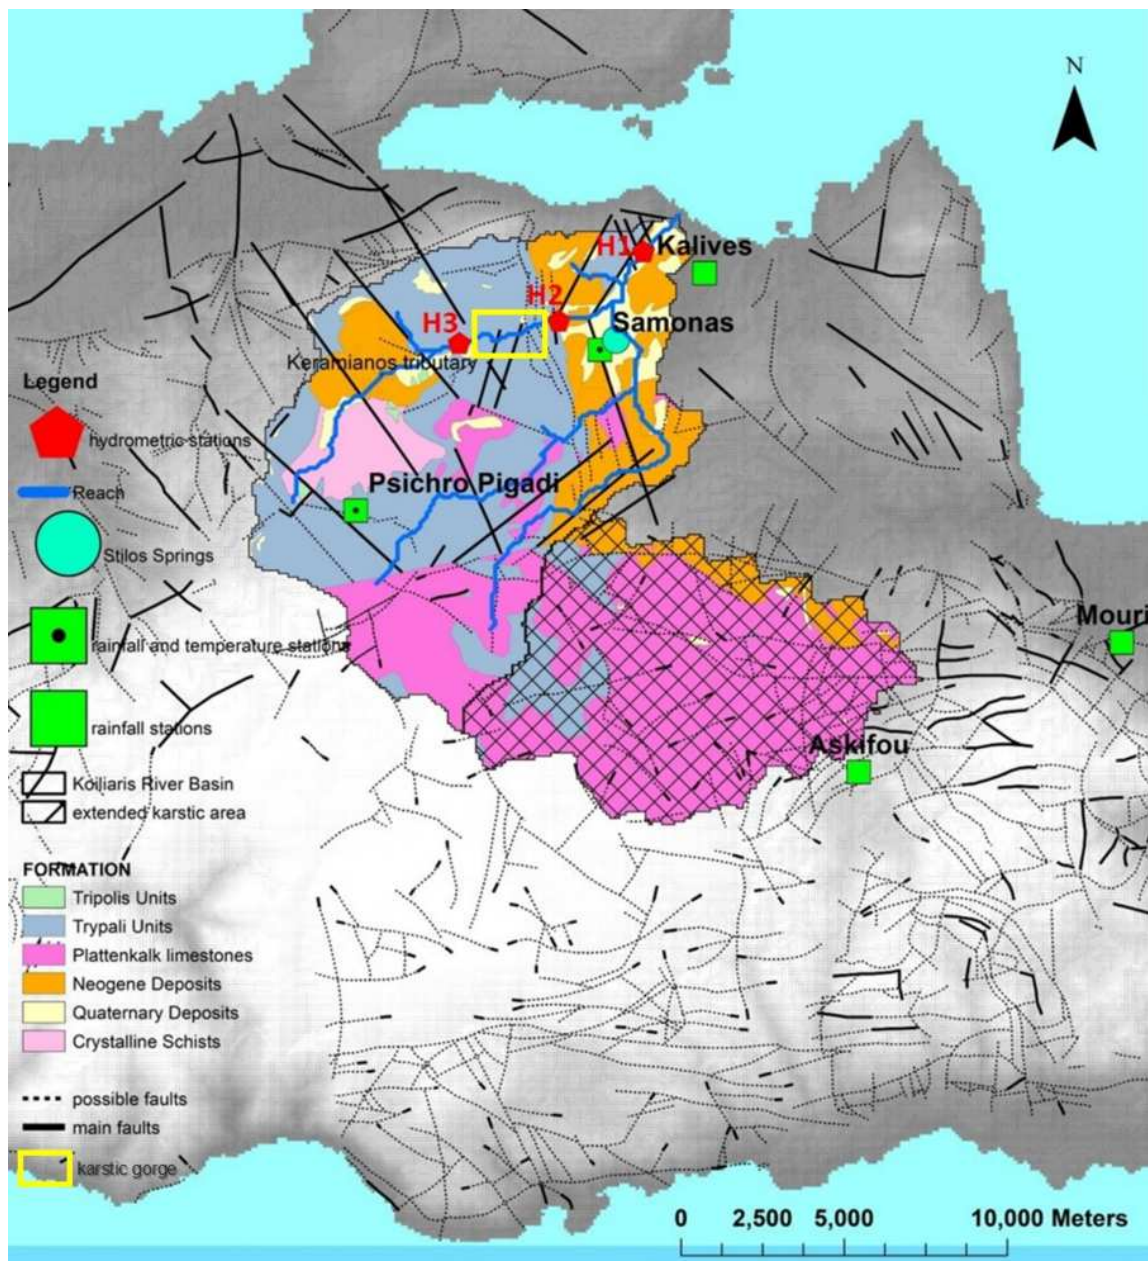 N
H1 Kalives
H2
H3
Samonas
Keramianos tributary
Psichro Pigadi
Mouri
Askifou
Legend
hydrometric stations
Reach
Stilos Springs
rainfall and temperature stations
rainfall stations
Koiliaris River Basin
extended karstic area
FORMATION
Tripolis Units
Trypali Units
Plattenkalk limestones
Neogene Deposits
Quaternary Deposits
Crystalline Schists
possible faults
main faults
karstic gorge
0 2,500 5,000 10,000 Meters